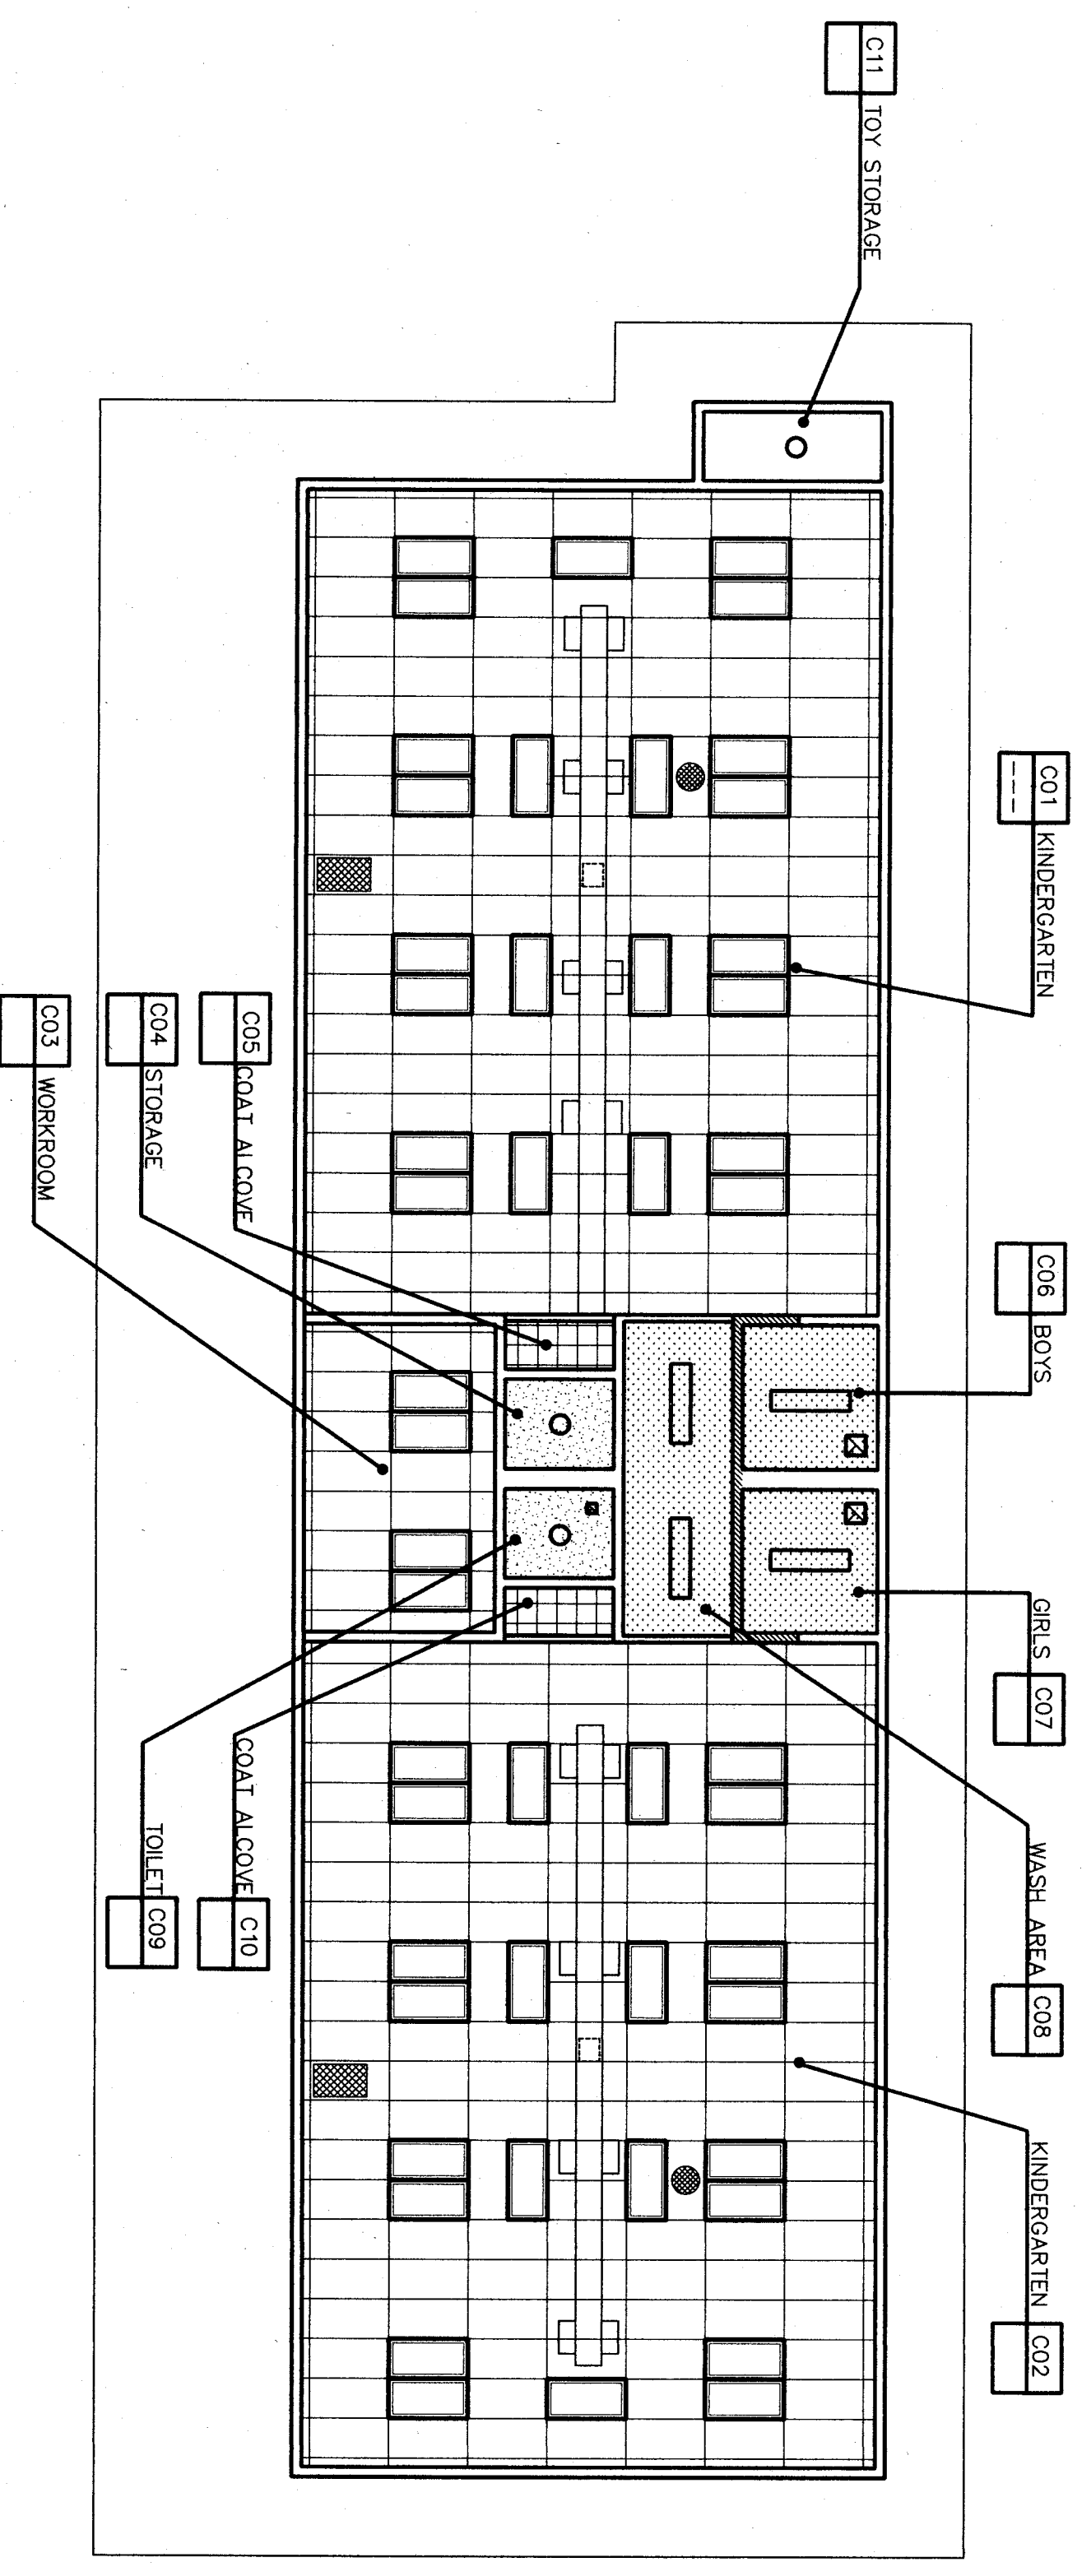 C11 TOY STORAGE
C01 KINDERGARTEN
---
C06 BOYS
GIRLS C07
WASH AREA C08
KINDERGARTEN C02
C05 COAT ALCOVE
C04 STORAGE
C03 WORKROOM
COAT ALCOVE C10
TOILET C09